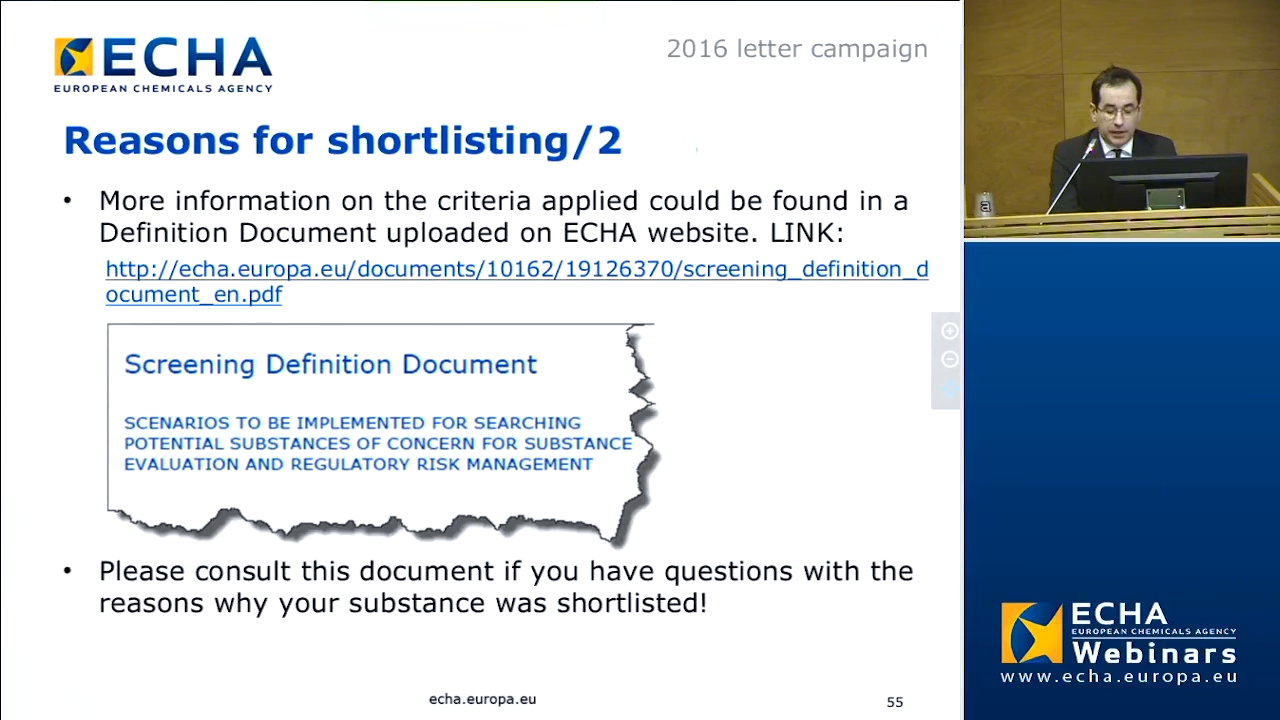 ECHA
EUROPEAN CHEMICALS AGENCY
2016 letter campaign
Reasons for shortlisting/2
• More information on the criteria applied could be found in a
Definition Document uploaded on ECHA website. LINK:
http://echa.europa.eu/documents/10162/19126370/screening_definition_d
ocument_en.pdf
Screening Definition Document
SCENARIOS TO BE IMPLEMENTED FOR SEARCHING
POTENTIAL SUBSTANCES OF CONCERN FOR SUBSTANCE
EVALUATION AND REGULATORY RISK MANAGEMENT
• Please consult this document if you have questions with the
reasons why your substance was shortlisted!
echa.europa.eu
55
ECHA
EUROPEAN CHEMICALS AGENCY
Webinars
www.echa.europa.eu